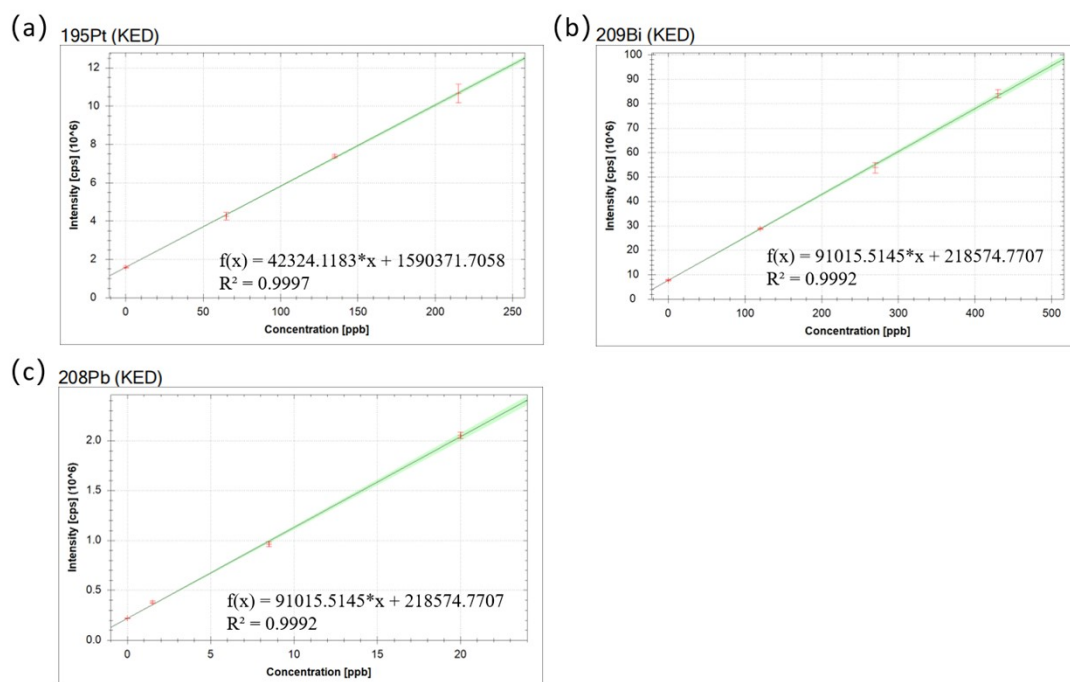 (a)
195Pt (KED)
12
10
8
6
4
2
0
Intensity [cps] (10^6)
f(x) = 42324.1183*x + 1590371.7058
R² = 0.9997
0 50 100 150 200 250
Concentration [ppb]
(b)
209Bi (KED)
100
90
80
70
60
50
40
30
20
10
0
Intensity [cps] (10^6)
f(x) = 91015.5145*x + 218574.7707
R² = 0.9992
0 100 200 300 400 500
Concentration [ppb]
(c)
208Pb (KED)
2.0
1.5
1.0
0.5
0.0
Intensity [cps] (10^6)
f(x) = 91015.5145*x + 218574.7707
R² = 0.9992
0 5 10 15 20
Concentration [ppb]